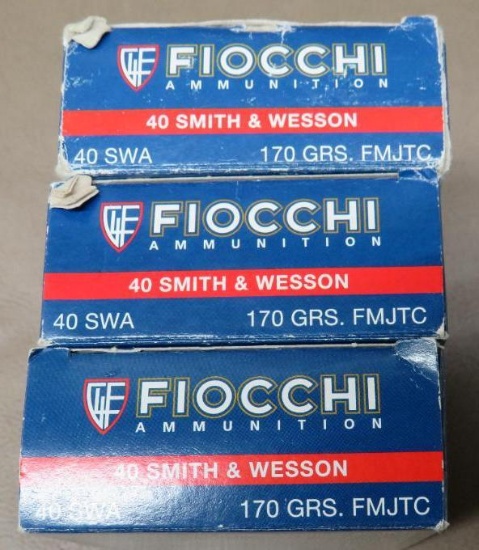 FIOCCHI
AMMUNITION
40 SMITH & WESSON
40 SWA 170 GRS. FMJTC
FIOCCHI
AMMUNITION
40 SMITH & WESSON
40 SWA 170 GRS. FMJTC
FIOCCHI
AMMUNITION
40 SMITH & WESSON
40 SWA 170 GRS. FMJTC